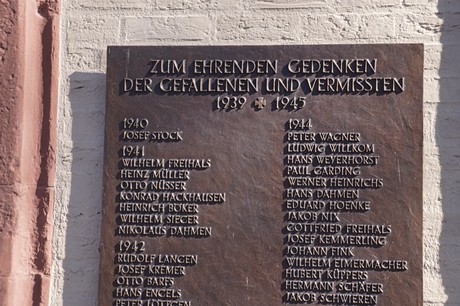 ZUM EHRENDEN GEDENKEN
DER GEFALLENEN UND VERMISSTEN
1939 1945
1940
JOSEF STOCK
1941
WILHELM FREIHALS
HEINZ MÜLLER
OTTO NÜSSER
KONRAD HACKHAUSEN
HEINRICH BÖKER
WILHELM SIEGER
NIKOLAUS DAHMEN
1942
RUDOLF LANGEN
JOSEF KREMER
OTTO BARFS
HANS ENGELS
PETER
1944
PETER WAGNER
LUDWIG WILLKOM
HANS WEYERHORST
PAUL GARDING
WERNER HEINRICHS
HANS DAHMEN
EDUARD HOENKE
JAKOB NIX
GOTTFRIED FREIHALS
JOSEF KEMMERLING
JOHANN FINK
WILHELM EIMERMACHER
HUBERT KÜPPERS
HERMANN SCHÄFER
JAKOB SCHWIEREN